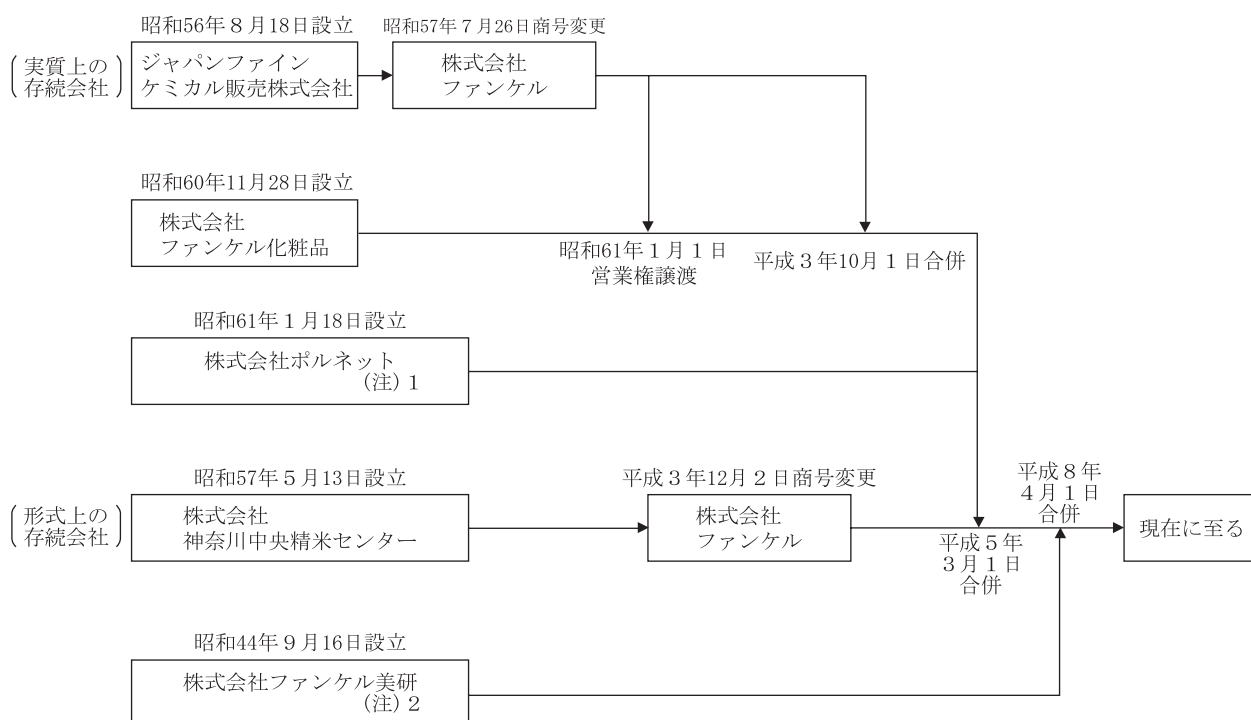 昭和56年８月18日設立
昭和57年７月26日商号変更
（実質上の
存続会社）
ジャパンファイン
ケミカル販売株式会社
株式会社
ファンケル
昭和60年11月28日設立
株式会社
ファンケル化粧品
昭和61年１月１日
営業権譲渡
平成３年10月１日合併
昭和61年１月18日設立
株式会社ポルネット
（注）１
昭和57年５月13日設立
平成３年12月２日商号変更
平成８年
４月１日
合併
（形式上の
存続会社）
株式会社
神奈川中央精米センター
株式会社
ファンケル
現在に至る
平成５年
３月１日
合併
昭和44年９月16日設立
株式会社ファンケル美研
（注）２